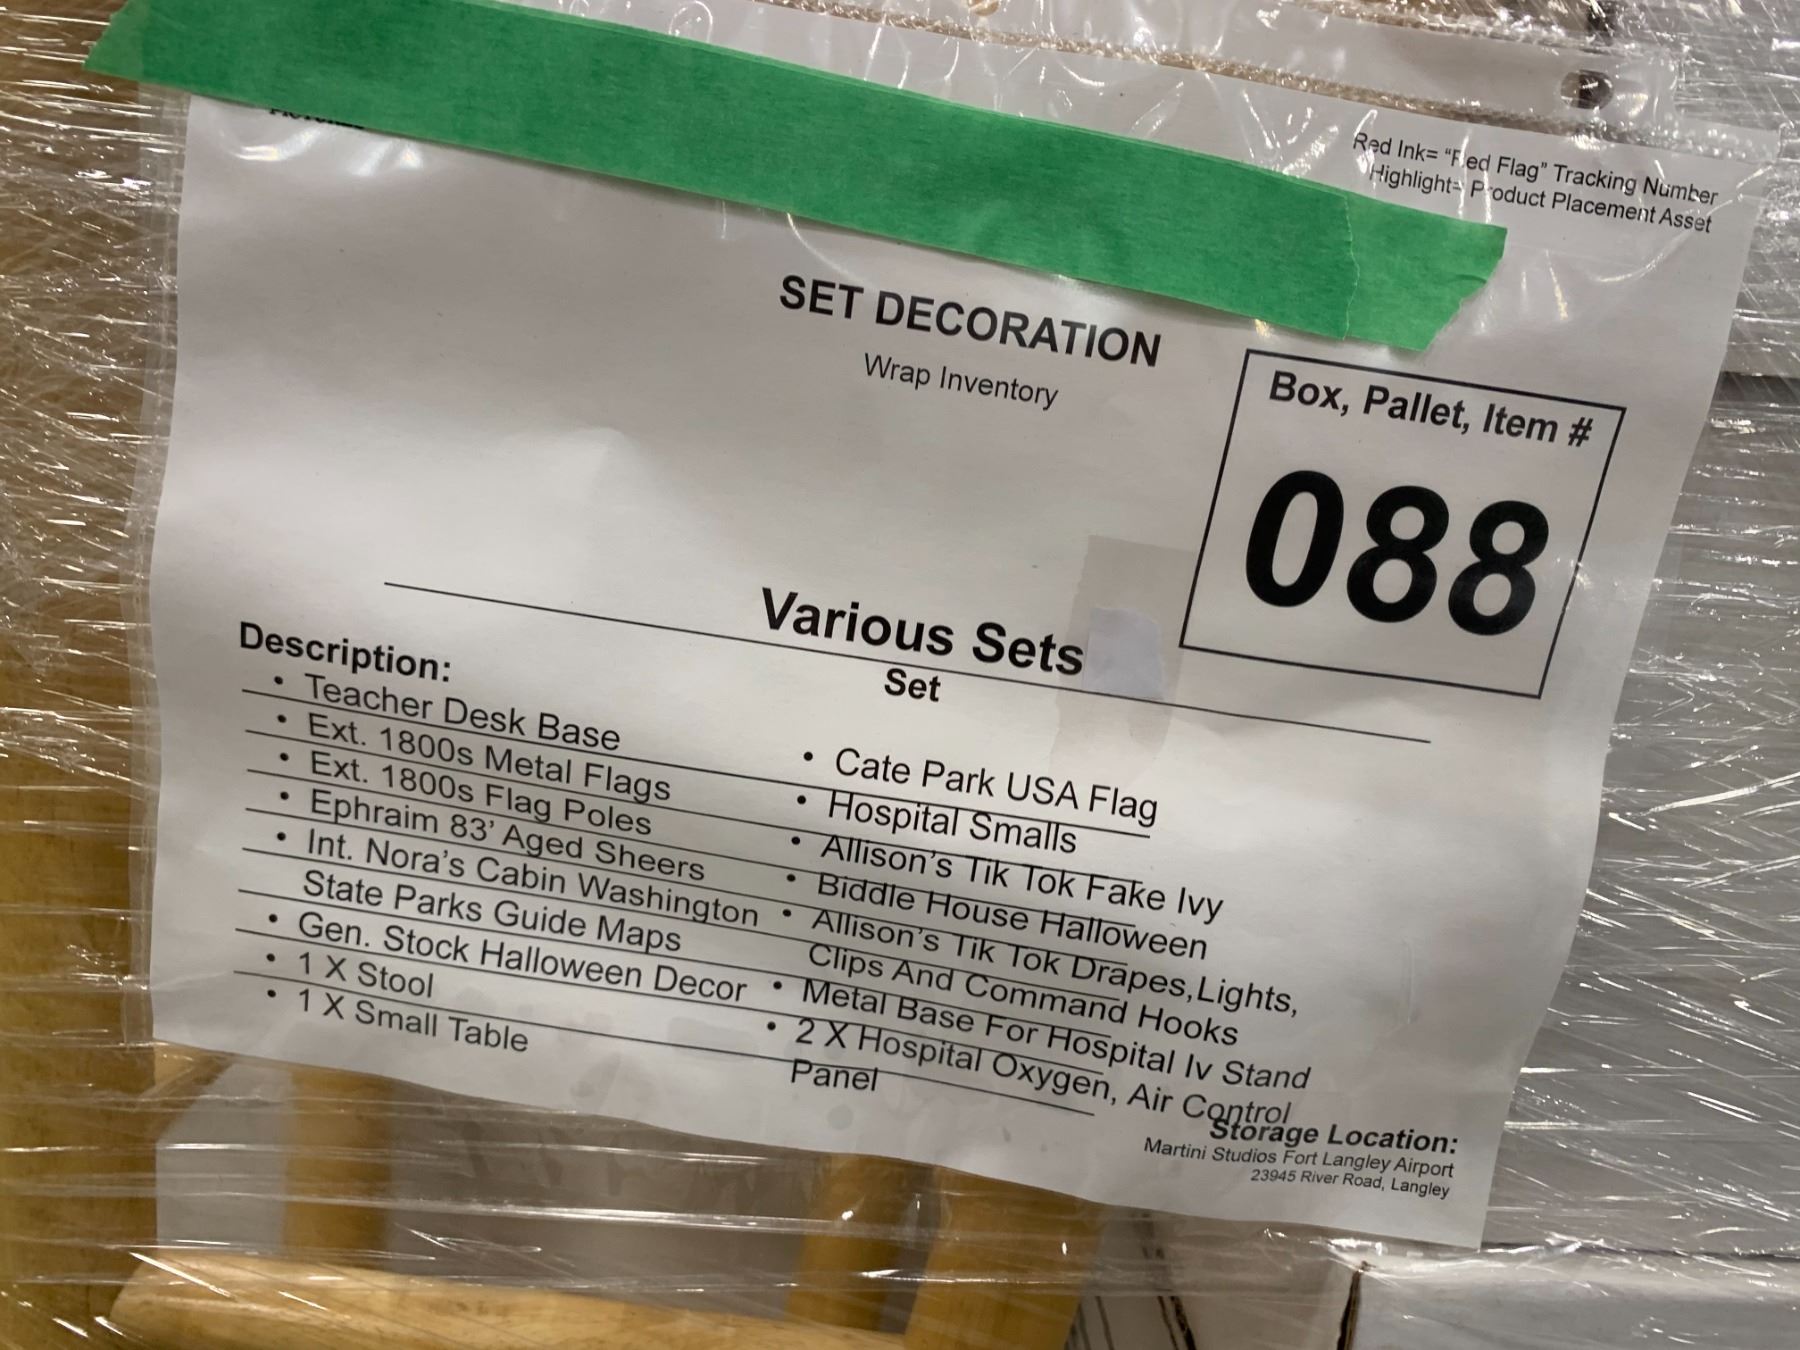 Red Ink= “Red Flag” Tracking Number
Highlight= Product Placement Asset
SET DECORATION
Wrap Inventory
Box, Pallet, Item #
088
Various Sets
Set
Description:
• Teacher Desk Base
• Ext. 1800s Metal Flags
• Ext. 1800s Flag Poles
• Ephraim 83’ Aged Sheers
• Int. Nora’s Cabin Washington
State Parks Guide Maps
• Gen. Stock Halloween Decor
• 1 X Stool
• 1 X Small Table
• Cate Park USA Flag
• Hospital Smalls
• Allison’s Tik Tok Fake Ivy
• Biddle House Halloween
• Allison’s Tik Tok Drapes,Lights,
Clips And Command Hooks
• Metal Base For Hospital Iv Stand
• 2 X Hospital Oxygen, Air Control
Panel
Storage Location:
Martini Studios Fort Langley Airport
23945 River Road, Langley